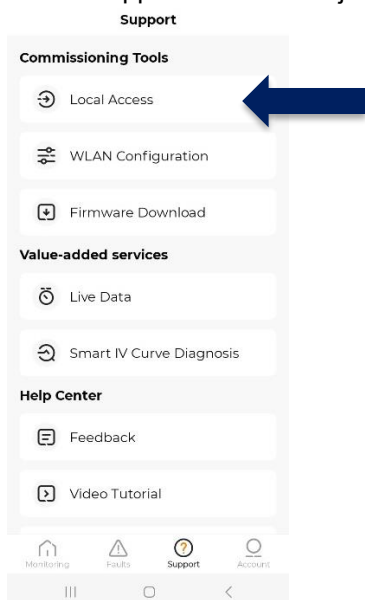 Support
Commissioning Tools
Local Access
WLAN Configuration
Firmware Download
Value-added services
Live Data
Smart IV Curve Diagnosis
Help Center
Feedback
Video Tutorial
Monitoring Faults Support Account